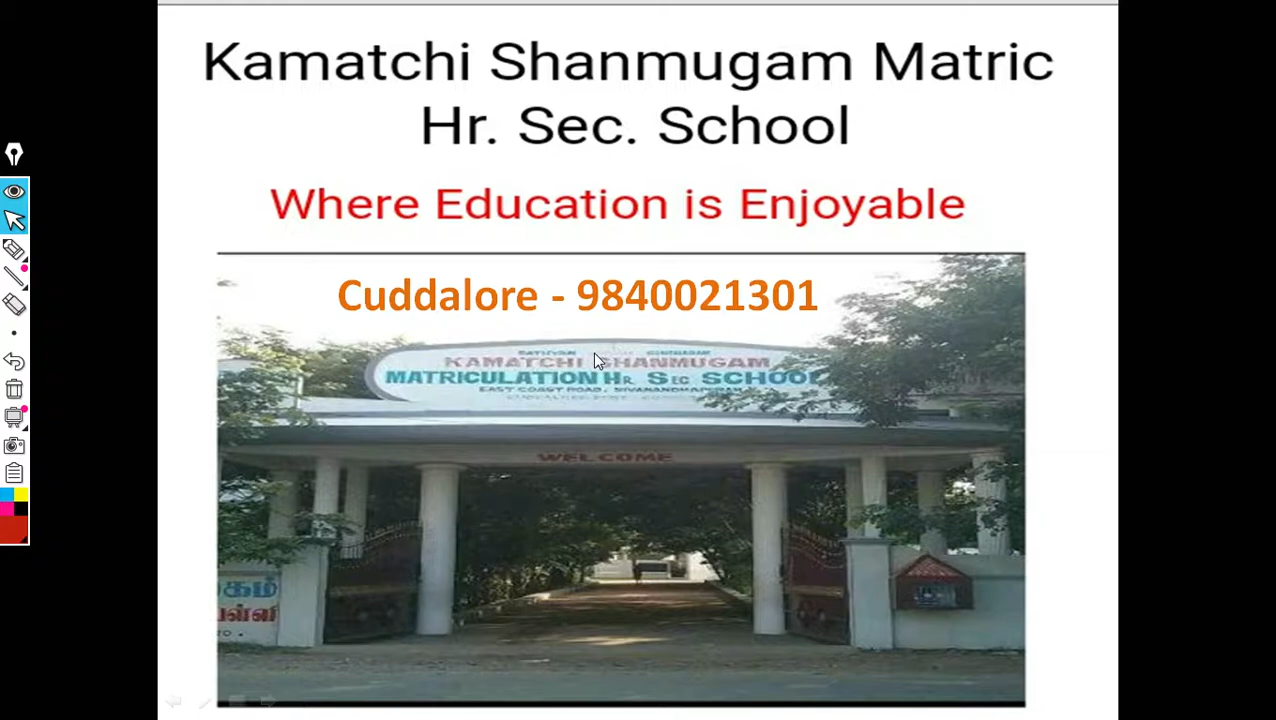 Kamatchi Shanmugam Matric
Hr. Sec. School
Where Education is Enjoyable
Cuddalore - 9840021301
KAMATCHI SHANMUGAM
MATRICULATION HR SEC SCHOOL
EAST COAST ROAD, SIVANANDHAPURAM
WELCOME